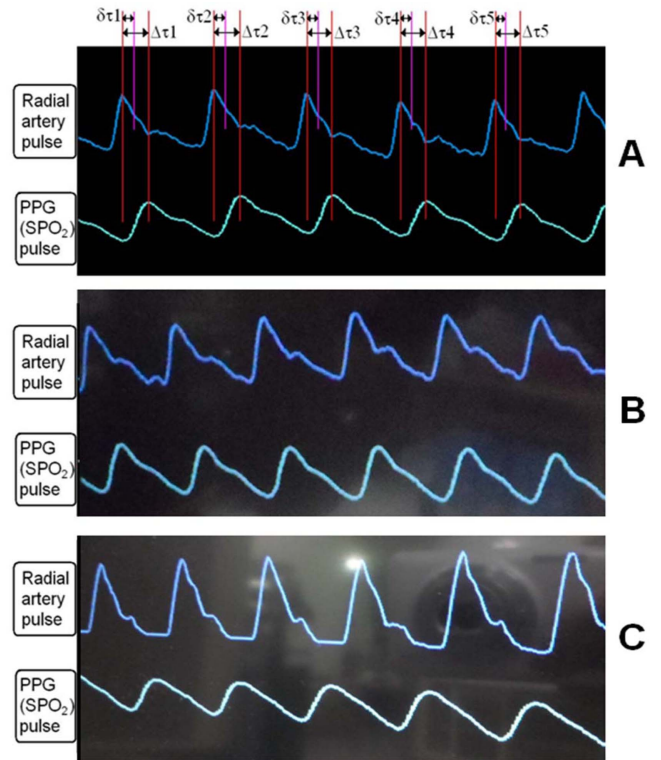 δτ1 δτ2 δτ3 δτ4 δτ5
Δτ1 Δτ2 Δτ3 Δτ4 Δτ5
Radial
artery
pulse
A
PPG
(SPO₂)
pulse
Radial
artery
pulse
B
PPG
(SPO₂)
pulse
Radial
artery
pulse
C
PPG
(SPO₂)
pulse